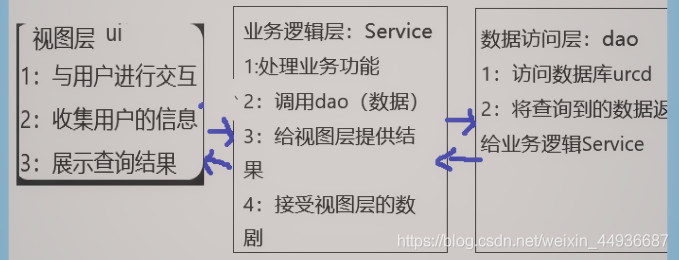 视图层 ui
1：与用户进行交互
2：收集用户的信息
3：展示查询结果
业务逻辑层：Service
1:处理业务功能
2：调用dao（数据）
3：给视图层提供结
果
4：接受视图层的数
剧
数据访问层：dao
1：访问数据库urcd
2：将查询到的数据返
给业务逻辑Service
https://blog.csdn.net/weixin_44936687